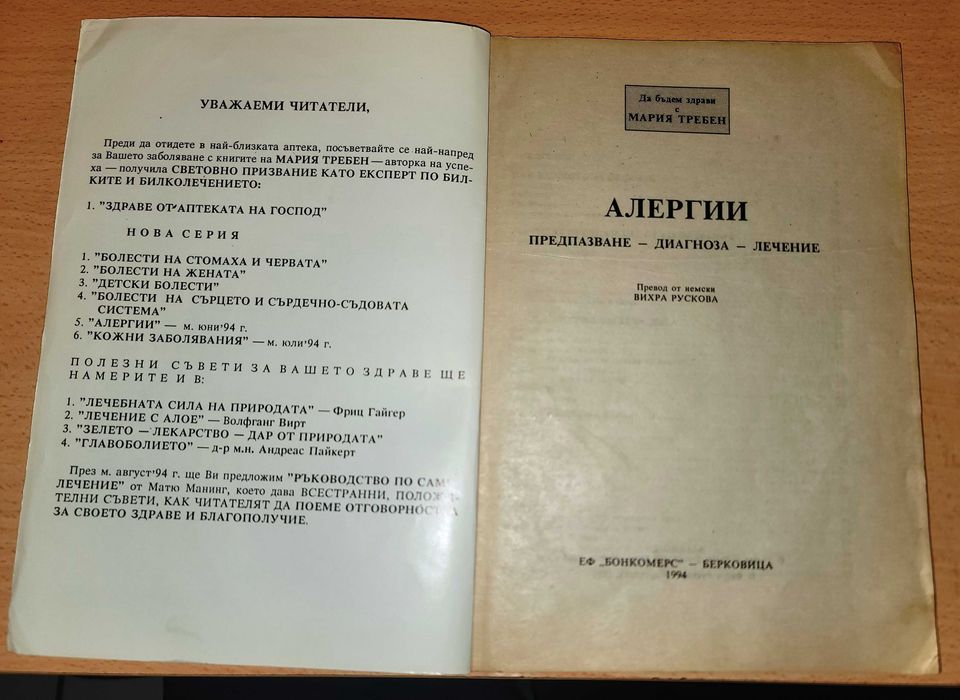 УВАЖАЕМИ ЧИТАТЕЛИ,
Преди да отидете в най-близката аптека, посъветвайте се най-напред
за Вашето заболяване с книгите на МАРИЯ ТРЕБЕН — авторка на успе-
ха — получила СВЕТОВНО ПРИЗВАНИЕ КАТО ЕКСПЕРТ ПО БИЛ-
КИТЕ И БИЛКОЛЕЧЕНИЕТО:
1. "ЗДРАВЕ ОТ АПТЕКАТА НА ГОСПОД"
НОВА СЕРИЯ
1. "БОЛЕСТИ НА СТОМАХА И ЧЕРВАТА"
2. "БОЛЕСТИ НА ЖЕНАТА"
3. "ДЕТСКИ БОЛЕСТИ"
4. "БОЛЕСТИ НА СЪРЦЕТО И СЪРДЕЧНО-СЪДОВАТА
СИСТЕМА"
5. "АЛЕРГИИ" — м. юни'94 г.
6. "КОЖНИ ЗАБОЛЯВАНИЯ" — м. юли'94 г.
ПОЛЕЗНИ СЪВЕТИ ЗА ВАШЕТО ЗДРАВЕ ЩЕ
НАМЕРИТЕ И В:
1. "ЛЕЧЕБНАТА СИЛА НА ПРИРОДАТА" — Фриц Гайгер
2. "ЛЕЧЕНИЕ С АЛОЕ" — Волфганг Вирт
3. "ЗЕЛЕТО — ЛЕКАРСТВО — ДАР ОТ ПРИРОДАТА"
4. "ГЛАВОБОЛИЕТО" — д-р м.н. Андреас Пайкерт
През м. август'94 г. ще Ви предложим "РЪКОВОДСТВО ПО
ЛЕЧЕНИЕ" от Матю Манинг, което дава ВСЕСТРАННИ,
СЪВЕТИ, КАК ЧИТАТЕЛЯТ ДА ПОЕМЕ ОТГОВОРНОСТТА
ЗА СВОЕТО ЗДРАВЕ И БЛАГОПОЛУЧИЕ.
Да бъдем здрави
с
МАРИЯ ТРЕБЕН
АЛЕРГИИ
ПРЕДПАЗВАНЕ – ДИАГНОЗА – ЛЕЧЕНИЕ
Превод от немски
ВИХРА РУСКОВА
ЕФ „БОНКОМЕРС" – БЕРКОВИЦА
1994